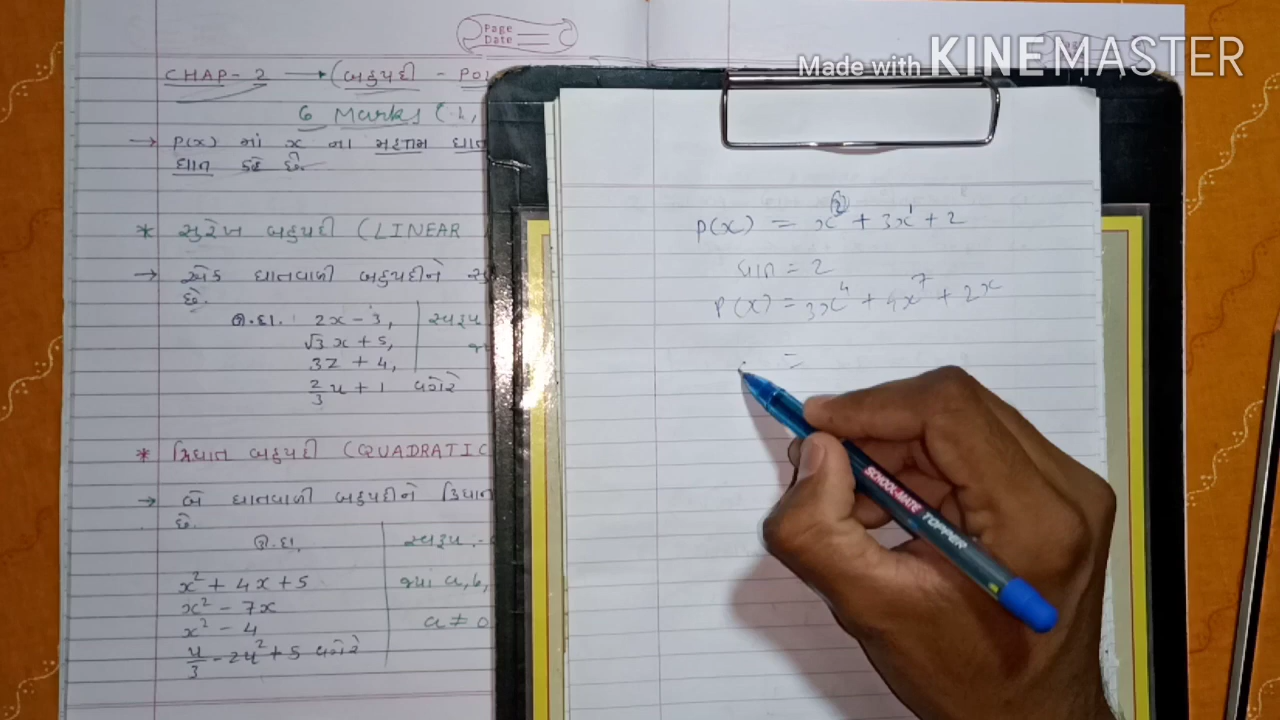 Made with KINEMASTER
Page
Date
CHAP-2 → (બહુપદી - POL
6 Marks (
→ P(x) માં x ના મહત્તમ ઘાત
ઘાત કહે છે.
* સુરેખ બહુપદી (LINEAR
→ એક ઘાતવાળી બહુપદીને સુ
છે.
ઉ.દા. 2x - 3,
√3 x + 5,
3z + 4,
2/3 u + 1 વગેરે
સ્વરૂપ
* દ્વિઘાત બહુપદી (QUADRATIC
→ બે ઘાતવાળી બહુપદીને દ્વિઘાત
છે.
ઉ.દા.
x² + 4x + 5
x² - 7x
x² - 4
u/3 - 2u² + 5 વગેરે
સ્વરૂપ -
જ્યાં a, b,
a ≠ 0
P(x) = x² + 3x¹ + 2
ઘાત = 2
P(x) = 3x⁴ + 4x⁷ + 2x
=
SCHOOL-MATE TOPPER